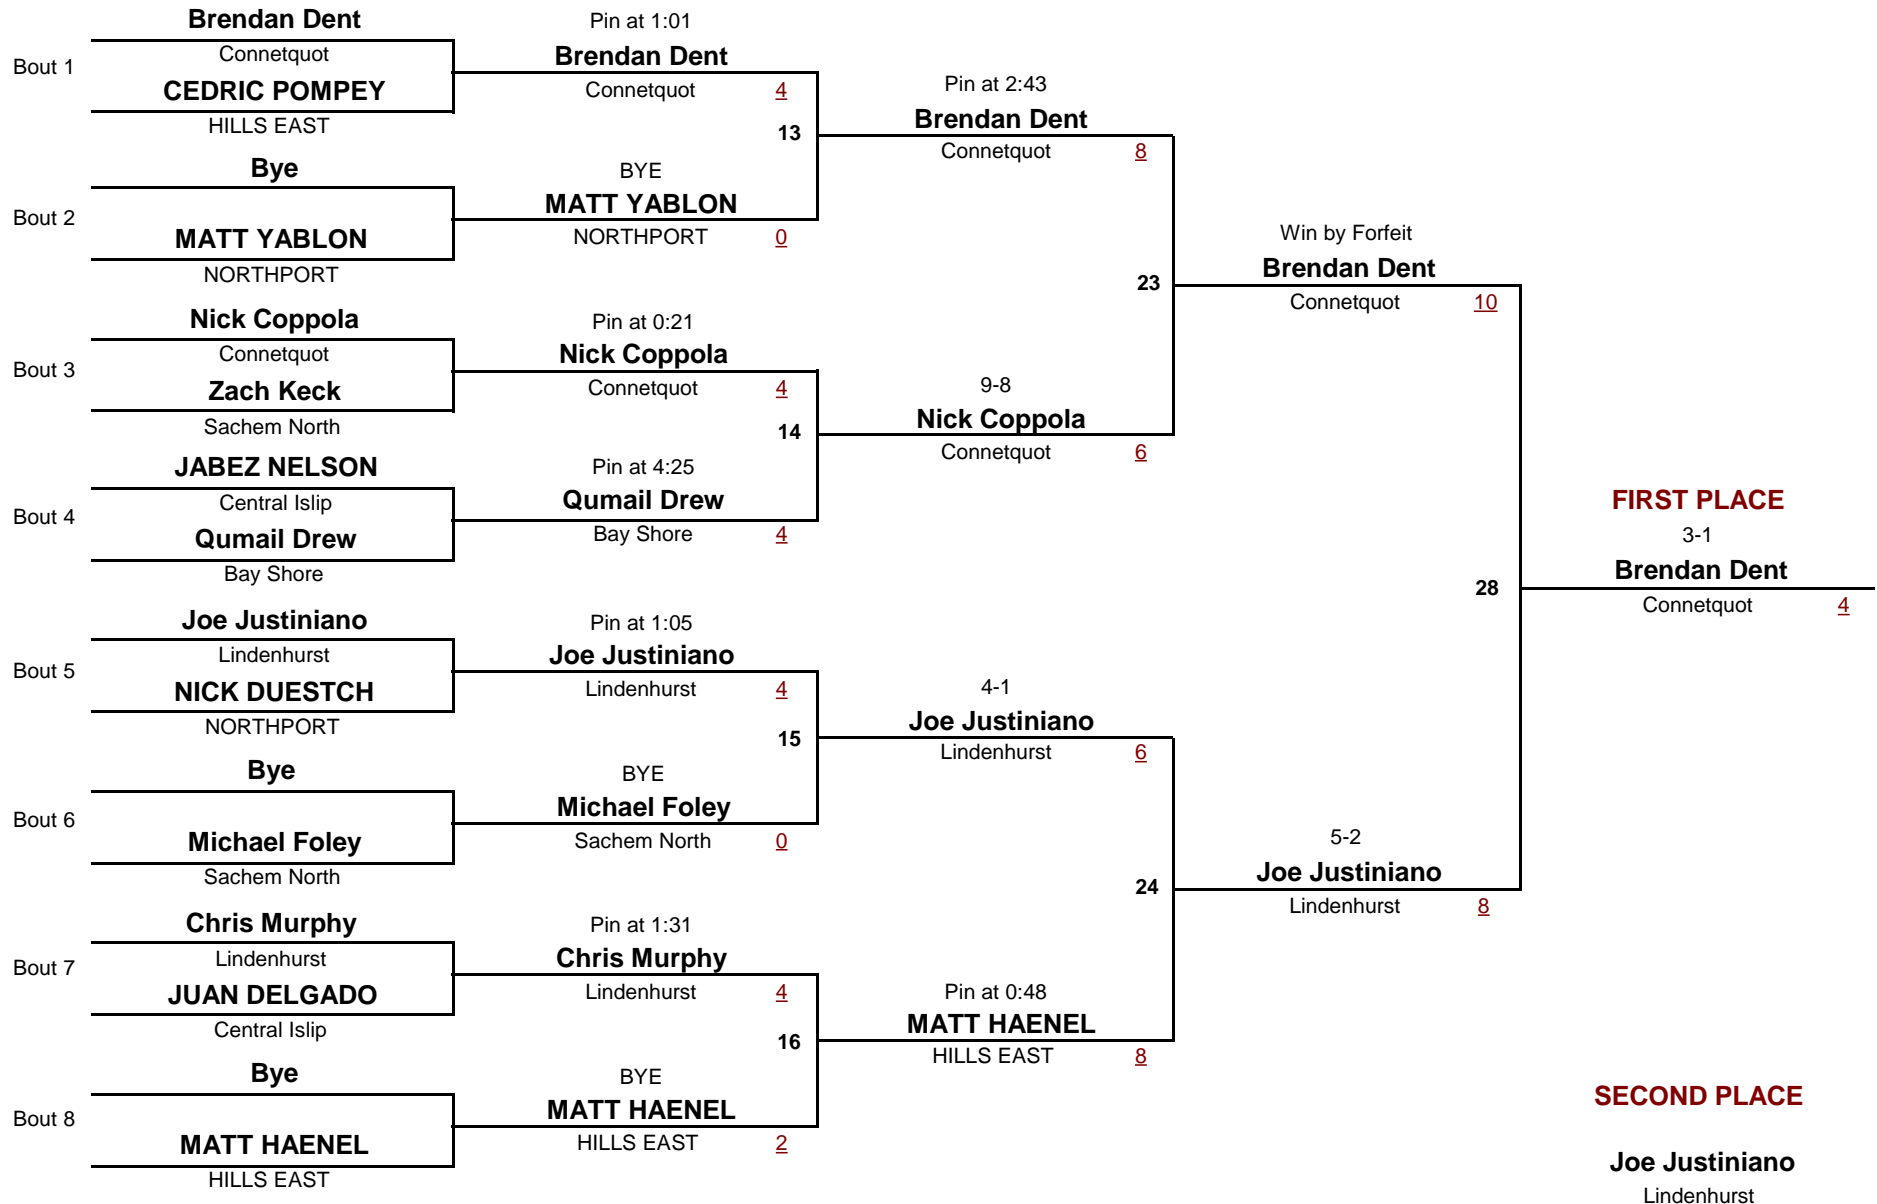 Brendan Dent
Bout 1
Connetquot
CEDRIC POMPEY
HILLS EAST
Bye
Bout 2
MATT YABLON
NORTHPORT
Nick Coppola
Bout 3
Connetquot
Zach Keck
Sachem North
JABEZ NELSON
Bout 4
Central Islip
Qumail Drew
Bay Shore
Joe Justiniano
Bout 5
Lindenhurst
NICK DUESTCH
NORTHPORT
Bye
Bout 6
Michael Foley
Sachem North
Chris Murphy
Bout 7
Lindenhurst
JUAN DELGADO
Central Islip
Bye
Bout 8
MATT HAENEL
HILLS EAST
Pin at 1:01
Brendan Dent
Connetquot 4
13
BYE
MATT YABLON
NORTHPORT 0
Pin at 0:21
Nick Coppola
Connetquot 4
14
Pin at 4:25
Qumail Drew
Bay Shore 4
Pin at 1:05
Joe Justiniano
Lindenhurst 4
15
BYE
Michael Foley
Sachem North 0
Pin at 1:31
Chris Murphy
Lindenhurst 4
16
BYE
MATT HAENEL
HILLS EAST 2
Pin at 2:43
Brendan Dent
Connetquot 8
23
9-8
Nick Coppola
Connetquot 6
4-1
Joe Justiniano
Lindenhurst 6
24
Pin at 0:48
MATT HAENEL
HILLS EAST 8
Win by Forfeit
Brendan Dent
Connetquot 10
28
5-2
Joe Justiniano
Lindenhurst 8
FIRST PLACE
3-1
Brendan Dent
Connetquot 4
SECOND PLACE
Joe Justiniano
Lindenhurst